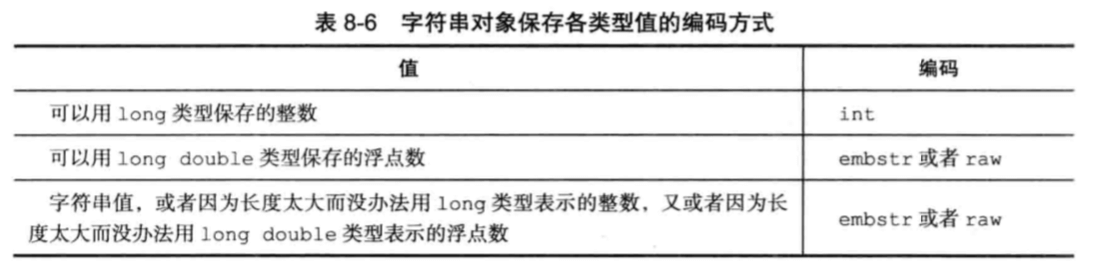 表 8-6 字符串对象保存各类型值的编码方式
值 编码
可以用 long 类型保存的整数 int
可以用 long double 类型保存的浮点数 embstr 或者 raw
字符串值，或者因为长度太大而没办法用 long 类型表示的整数，又或者因为长
度太大而没办法用 long double 类型表示的浮点数 embstr 或者 raw